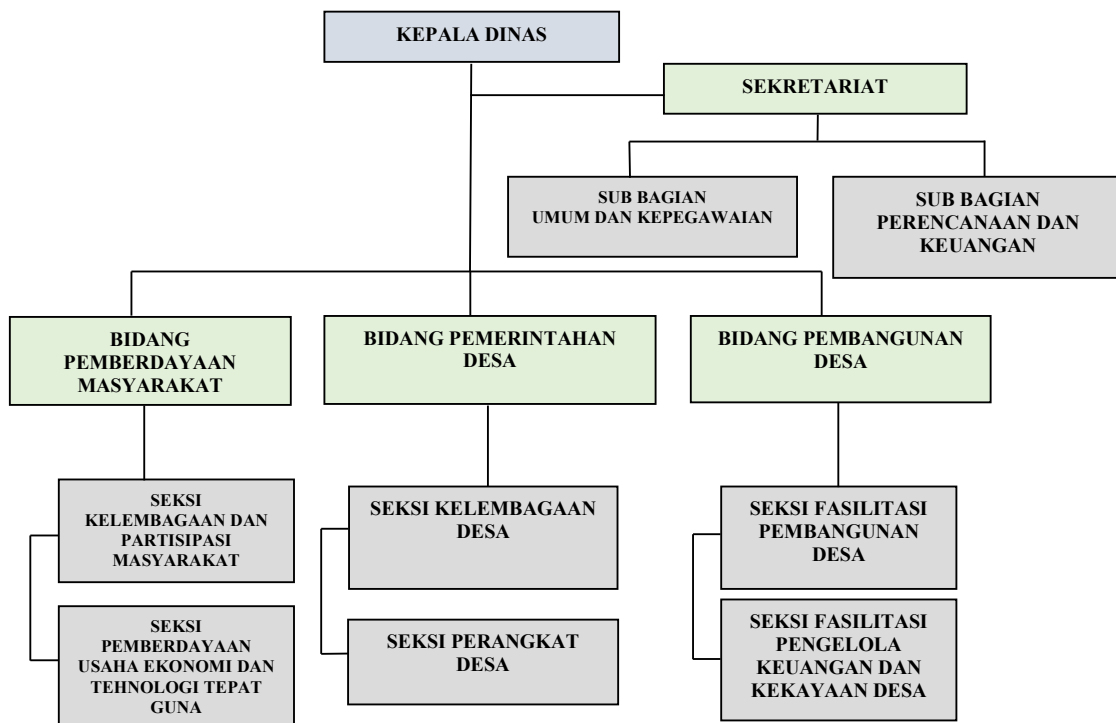 KEPALA DINAS
SEKRETARIAT
SUB BAGIAN
UMUM DAN KEPEGAWAIAN
SUB BAGIAN
PERENCANAAN DAN
KEUANGAN
BIDANG
PEMBERDAYAAN
MASYARAKAT
BIDANG PEMERINTAHAN
DESA
BIDANG PEMBANGUNAN
DESA
SEKSI
KELEMBAGAAN DAN
PARTISIPASI
MASYARAKAT
SEKSI
PEMBERDAYAAN
USAHA EKONOMI DAN
TEHNOLOGI TEPAT
GUNA
SEKSI KELEMBAGAAN
DESA
SEKSI PERANGKAT
DESA
SEKSI FASILITASI
PEMBANGUNAN
DESA
SEKSI FASILITASI
PENGELOLA
KEUANGAN DAN
KEKAYAAN DESA